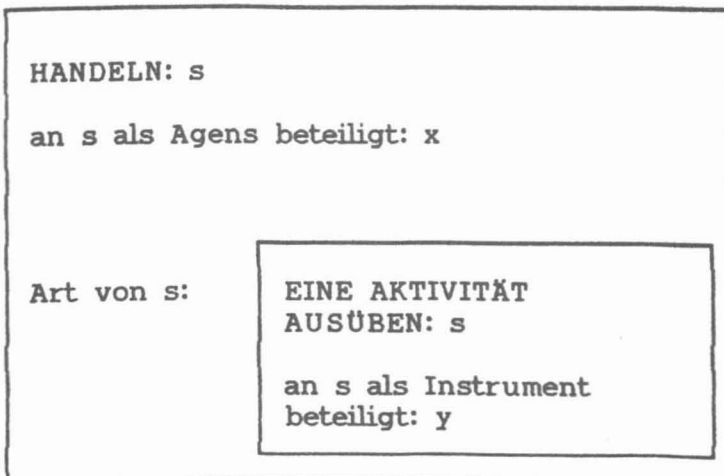 HANDELN: s
an s als Agens beteiligt: x
Art von s:
EINE AKTIVITÄT
AUSÜBEN: s
an s als Instrument
beteiligt: y